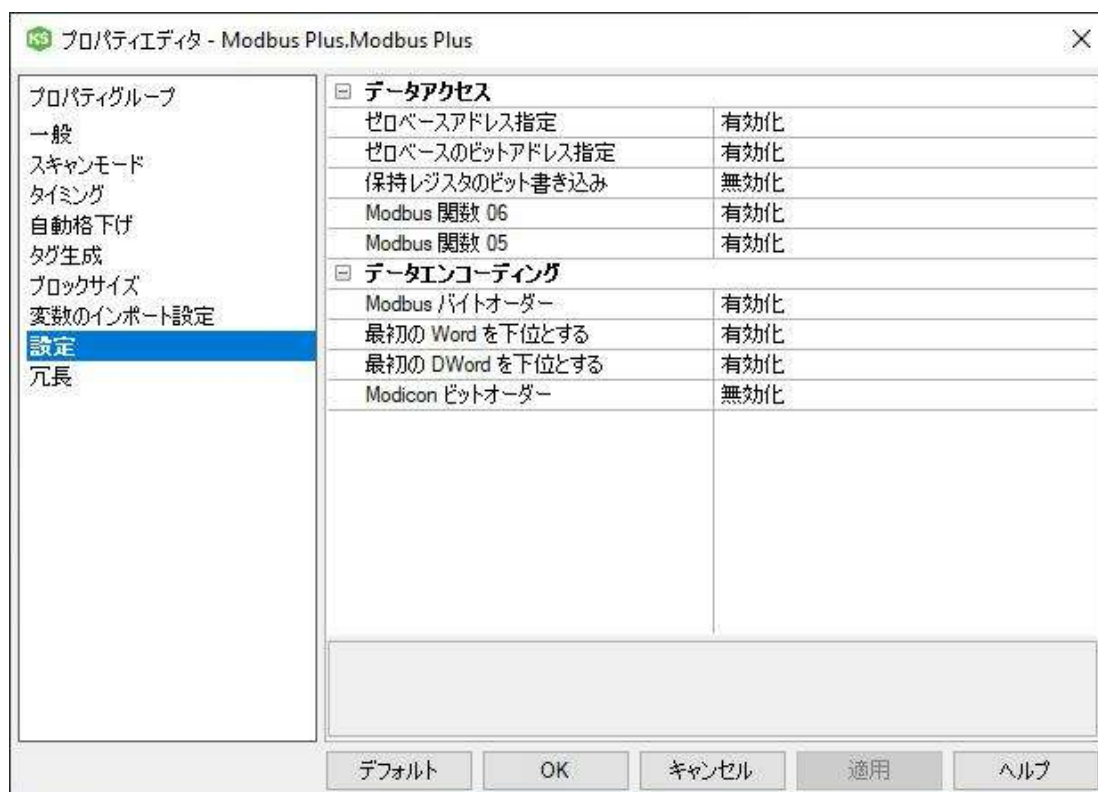 KS プロパティエディタ - Modbus Plus.Modbus Plus
プロパティグループ
一般
スキャンモード
タイミング
自動格下げ
タグ生成
ブロックサイズ
変数のインポート設定
設定
冗長
データアクセス
ゼロベースアドレス指定 有効化
ゼロベースのビットアドレス指定 有効化
保持レジスタのビット書き込み 無効化
Modbus 関数 06 有効化
Modbus 関数 05 有効化
データエンコーディング
Modbus バイトオーダー 有効化
最初の Word を下位とする 有効化
最初の DWord を下位とする 有効化
Modicon ビットオーダー 無効化
デフォルト OK キャンセル 適用 ヘルプ